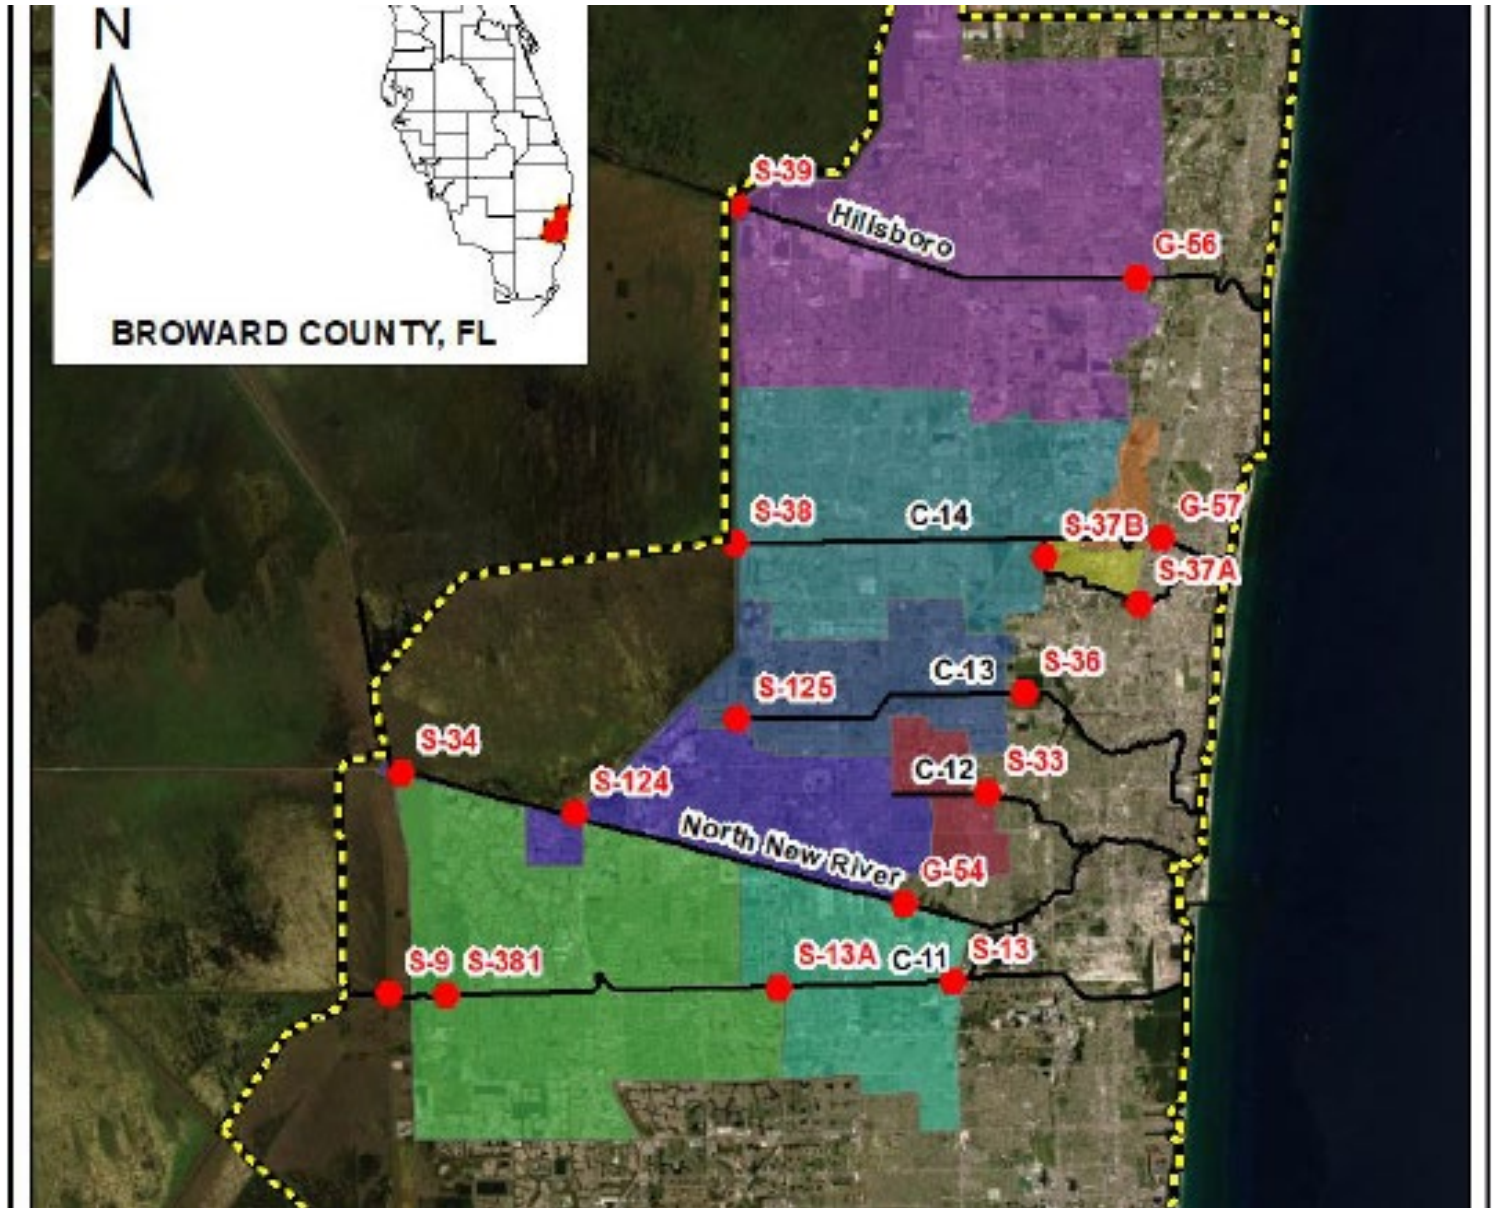 N
BROWARD COUNTY, FL
S-39
Hillsboro
G-56
S-38
C-14
G-57
S-37B
S-37A
C-13
S-36
S-125
S-34
S-124
C-12
S-33
North New River
G-54
S-9
S-381
S-13A
C-11
S-13